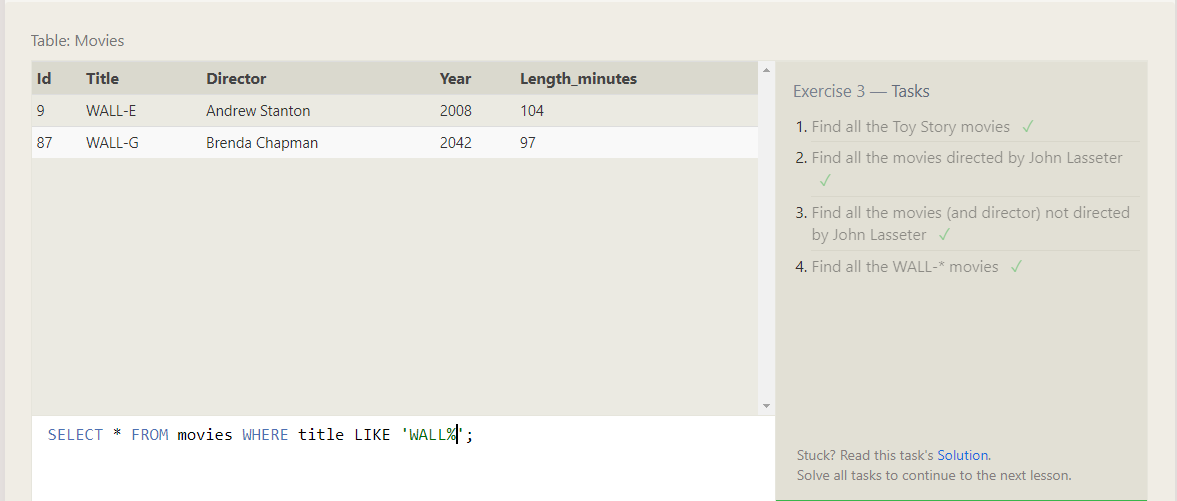 Table: Movies
Id Title Director Year Length_minutes
9 WALL-E Andrew Stanton 2008 104
87 WALL-G Brenda Chapman 2042 97
SELECT * FROM movies WHERE title LIKE 'WALL%';
Exercise 3 — Tasks
1. Find all the Toy Story movies ✓
2. Find all the movies directed by John Lasseter
✓
3. Find all the movies (and director) not directed
by John Lasseter ✓
4. Find all the WALL-* movies ✓
Stuck? Read this task's Solution.
Solve all tasks to continue to the next lesson.